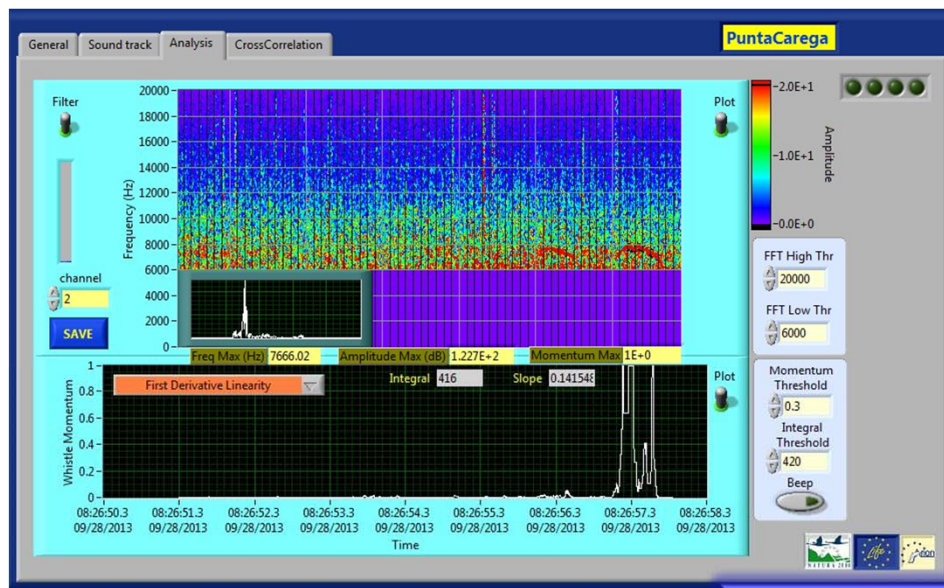 PuntaCarega
General
Sound track
Analysis
CrossCorrelation
Filter
channel
2
SAVE
Frequency (Hz)
20000
18000
16000
14000
12000
10000
8000
6000
4000
2000
0
Plot
-2.0E+1
-1.0E+1
-0.0E+0
Amplitude
FFT High Thr
20000
FFT Low Thr
6000
Freq Max (Hz) 7666.02 Amplitude Max (dB) 1.227E+2 Momentum Max 1E+0
First Derivative Linearity
Integral 416 Slope 0.141548
Plot
Whistle Momentum
1
0.8
0.6
0.4
0.2
0
08:26:50.3 08:26:51.3 08:26:52.3 08:26:53.3 08:26:54.3 08:26:55.3 08:26:56.3 08:26:57.3 08:26:58.3
09/28/2013 09/28/2013 09/28/2013 09/28/2013 09/28/2013 09/28/2013 09/28/2013 09/28/2013 09/28/2013
Time
Momentum
Threshold
0.3
Integral
Threshold
420
Beep
NATURA 2000
Life